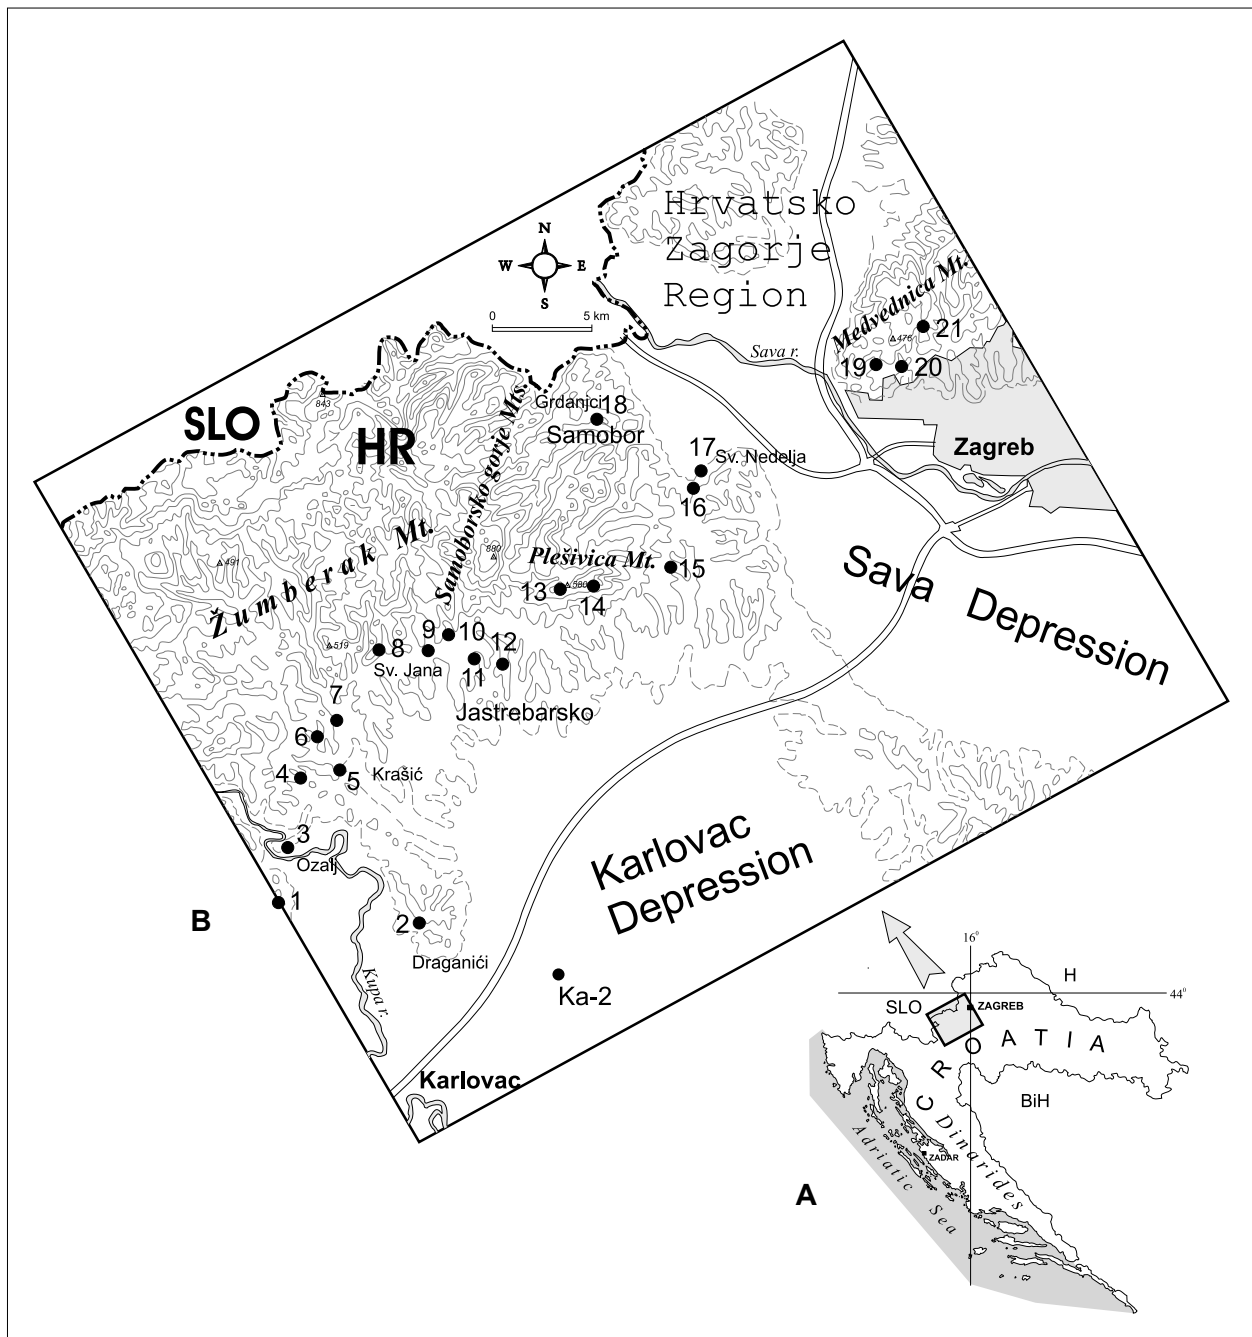 Hrvatsko
Zagorje
Region
N
W
E
S
0
5 km
Medvednica Mt.
21
476
19
20
Sava r.
Zagreb
SLO
HR
843
Grdanjci
18
Samobor
Samoborsko gorje Mts.
17
Sv. Nedelja
16
Žumberak Mt.
491
880
Plešivica Mt.
580
13
14
15
Sava Depression
519
8
9
10
11
12
Sv. Jana
Jastrebarsko
7
6
4
5
Krašić
3
Ozalj
1
2
Draganići
Kupa r.
Karlovac
Depression
Ka-2
Karlovac
B
16°
H
44°
SLO
ZAGREB
CROATIA
BiH
Dinarides
ZADAR
Adriatic Sea
A